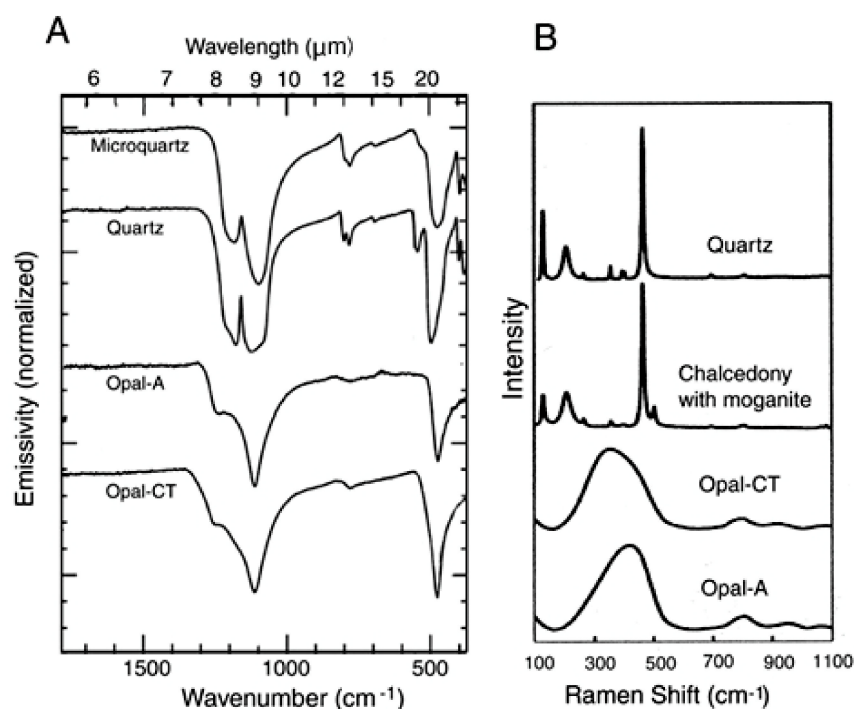 A
Wavelength (μm)
6 7 8 9 10 12 15 20
Microquartz
Quartz
Opal-A
Opal-CT
Emissivity (normalized)
1500 1000 500
Wavenumber (cm-1)
B
Quartz
Chalcedony
with moganite
Opal-CT
Opal-A
Intensity
100 300 500 700 900 1100
Ramen Shift (cm-1)